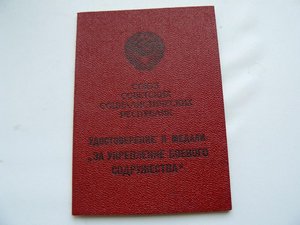 СОЮЗ
СОВЕТСКИХ
СОЦИАЛИСТИЧЕСКИХ
РЕСПУБЛИК
УДОСТОВЕРЕНИЕ К МЕДАЛИ
„ЗА УКРЕПЛЕНИЕ БОЕВОГО
СОДРУЖЕСТВА"